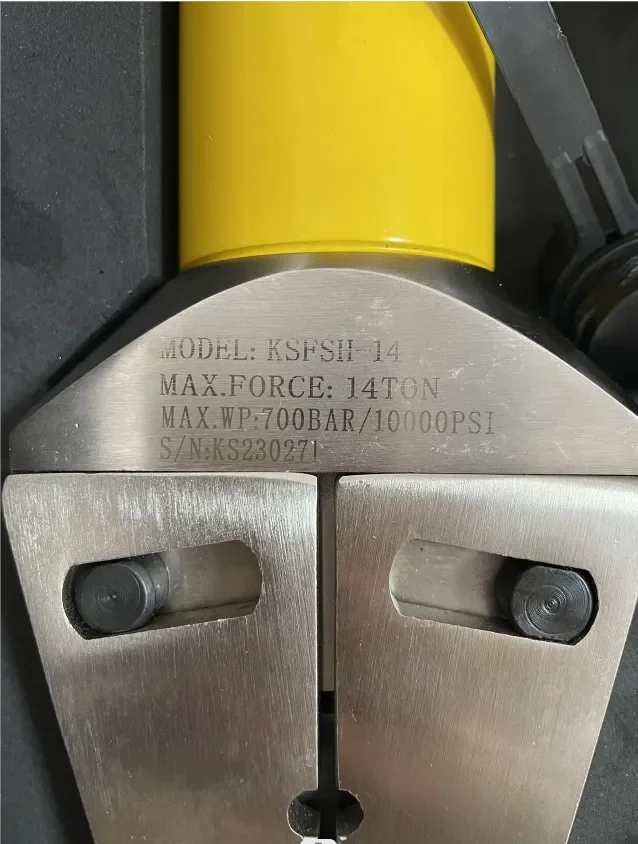 MODEL: KSFSH-14
MAX.FORCE: 14TON
MAX.WP:700BAR/10000PSI
S/N:KS230271